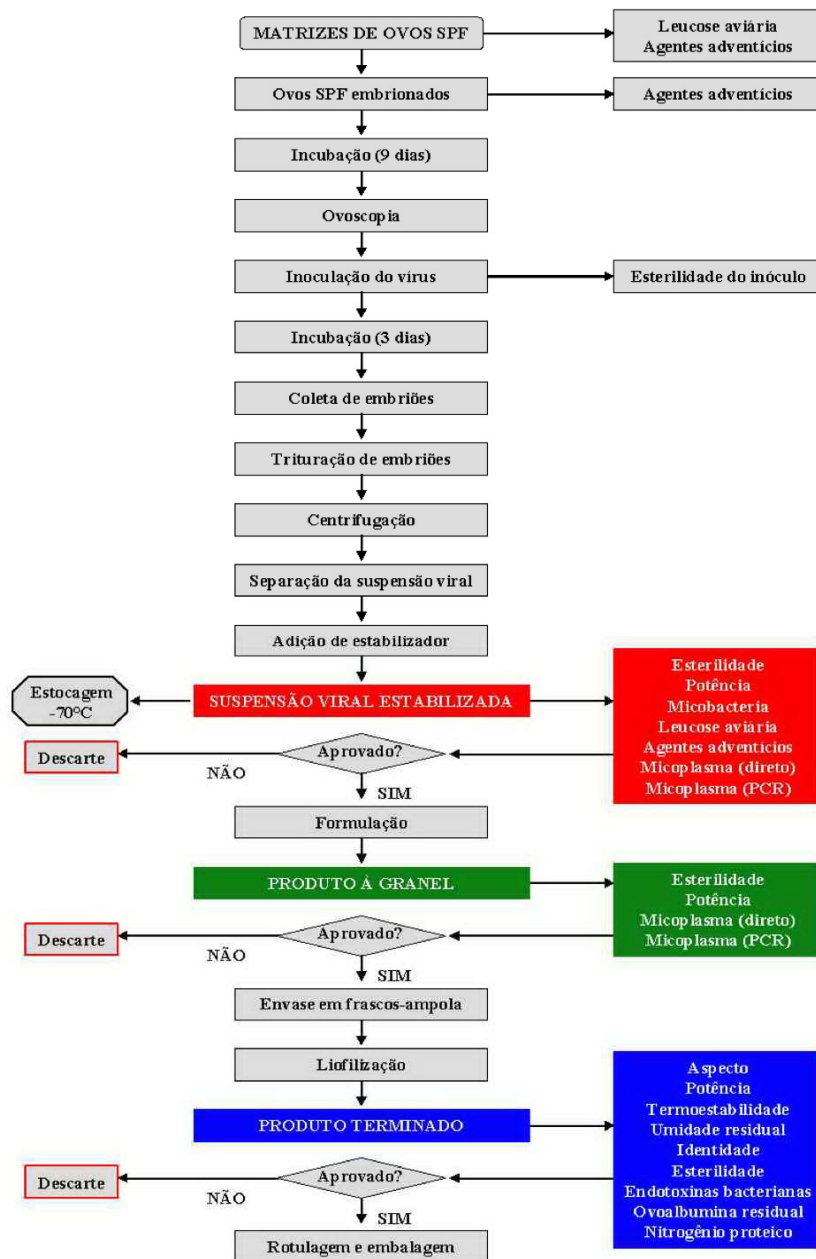 MATRIZES DE OVOS SPF
Leucose aviária
Agentes adventícios
Ovos SPF embrionados
Agentes adventícios
Incubação (9 dias)
Ovoscopia
Inoculação do vírus
Esterilidade do inóculo
Incubação (3 dias)
Coleta de embriões
Trituração de embriões
Centrifugação
Separação da suspensão viral
Adição de estabilizador
Estocagem
-70°C
SUSPENSÃO VIRAL ESTABILIZADA
Esterilidade
Potência
Micobacteria
Leucose aviária
Agentes adventícios
Micoplasma (direto)
Micoplasma (PCR)
Descarte
NÃO
Aprovado?
SIM
Formulação
PRODUTO À GRANEL
Esterilidade
Potência
Micoplasma (direto)
Micoplasma (PCR)
Descarte
NÃO
Aprovado?
SIM
Envase em frascos-ampola
Liofilização
PRODUTO TERMINADO
Aspecto
Potência
Termoestabilidade
Umidade residual
Identidade
Esterilidade
Endotoxinas bacterianas
Ovoalbumina residual
Nitrogênio proteico
Descarte
NÃO
Aprovado?
SIM
Rotulagem e embalagem